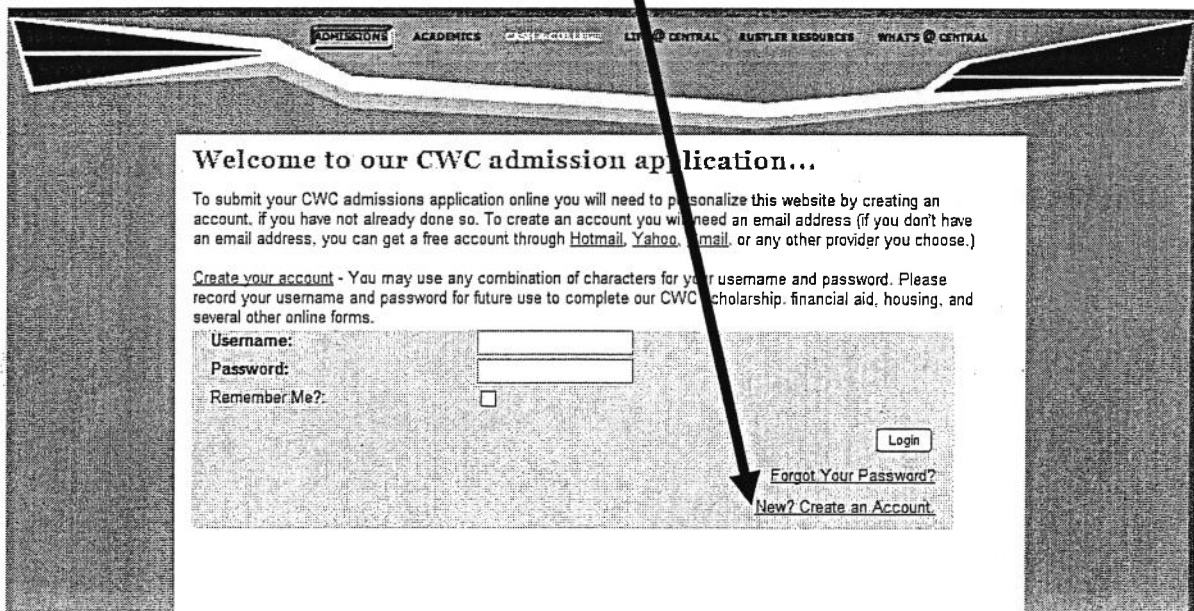 ADMISSIONS ACADEMICS CASH 4 COLLEGE LIFE @ CENTRAL RUSTLER RESOURCES WHAT'S @ CENTRAL
Welcome to our CWC admission application...
To submit your CWC admissions application online you will need to personalize this website by creating an
account, if you have not already done so. To create an account you will need an email address (if you don't have
an email address, you can get a free account through Hotmail, Yahoo, Gmail, or any other provider you choose.)
Create your account - You may use any combination of characters for your username and password. Please
record your username and password for future use to complete our CWC scholarship, financial aid, housing, and
several other online forms.
Username:
Password:
Remember Me?:
Login
Forgot Your Password?
New? Create an Account.